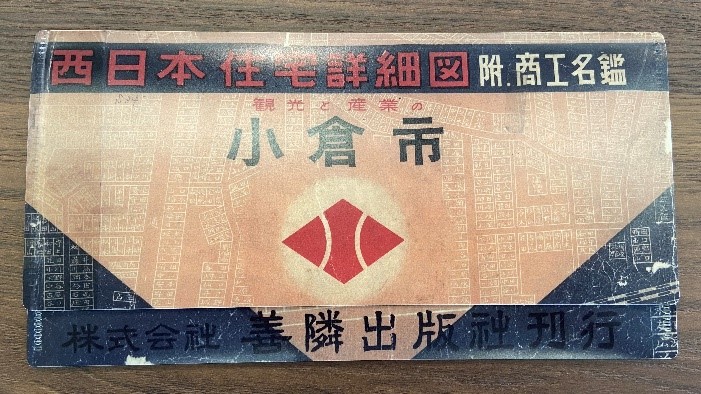 西日本住宅詳細図 附.商工名鑑
観光と産業の
小倉市
株式会社 善隣出版社刊行